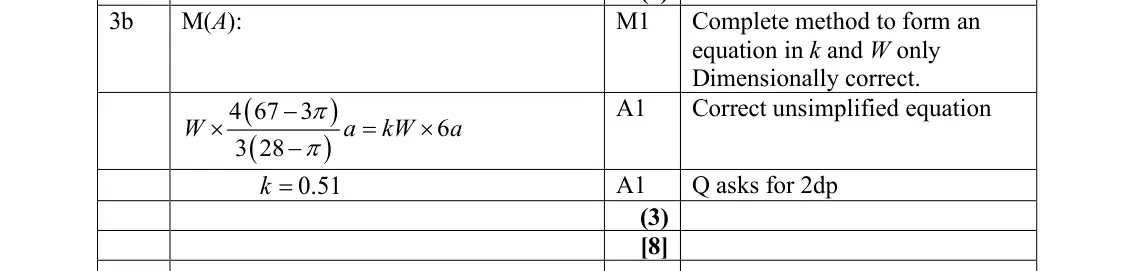 3b M(A): M1 Complete method to form an
equation in k and W only
Dimensionally correct.
W × 4(67 − 3π) / 3(28 − π) a = kW × 6a A1 Correct unsimplified equation
k = 0.51 A1 Q asks for 2dp
(3)
[8]